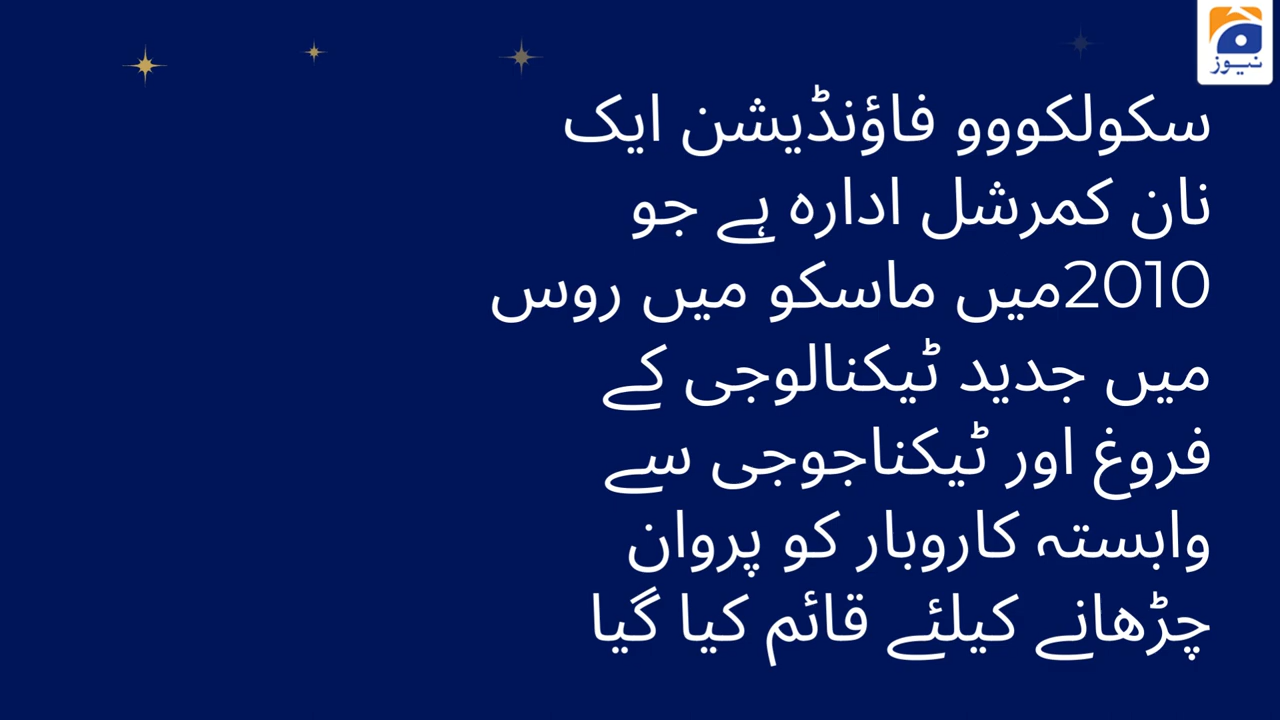 نیوز
سکولکووو فاؤنڈیشن ایک
نان کمرشل ادارہ ہے جو
2010میں ماسکو میں روس
میں جدید ٹیکنالوجی کے
فروغ اور ٹیکناجوجی سے
وابستہ کاروبار کو پروان
چڑھانے کیلئے قائم کیا گیا